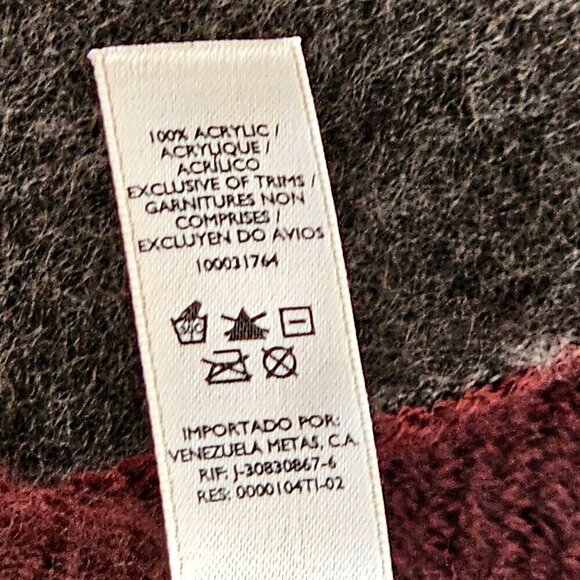 100% ACRYLIC /
ACRYLIQUE /
ACRÍLICO
EXCLUSIVE OF TRIMS /
GARNITURES NON
COMPRISES /
EXCLUYEN DO AVIOS
100031764
IMPORTADO POR:
VENEZUELA METAS, C.A.
RIF: J-30830867-6
RES: 0000104TI-02